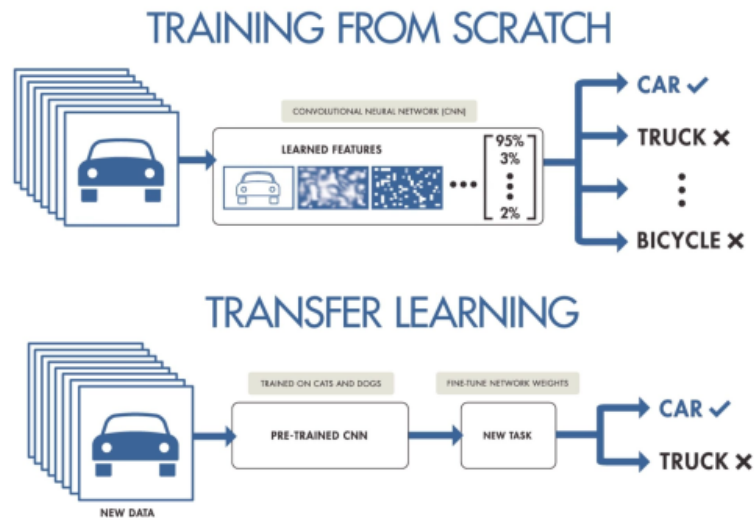 TRAINING FROM SCRATCH
CONVOLUTIONAL NEURAL NETWORK (CNN)
LEARNED FEATURES
95%
3%
2%
CAR ✓
TRUCK ✕
BICYCLE ✕
TRANSFER LEARNING
TRAINED ON CATS AND DOGS
FINE-TUNE NETWORK WEIGHTS
PRE-TRAINED CNN
NEW TASK
CAR ✓
TRUCK ✕
NEW DATA